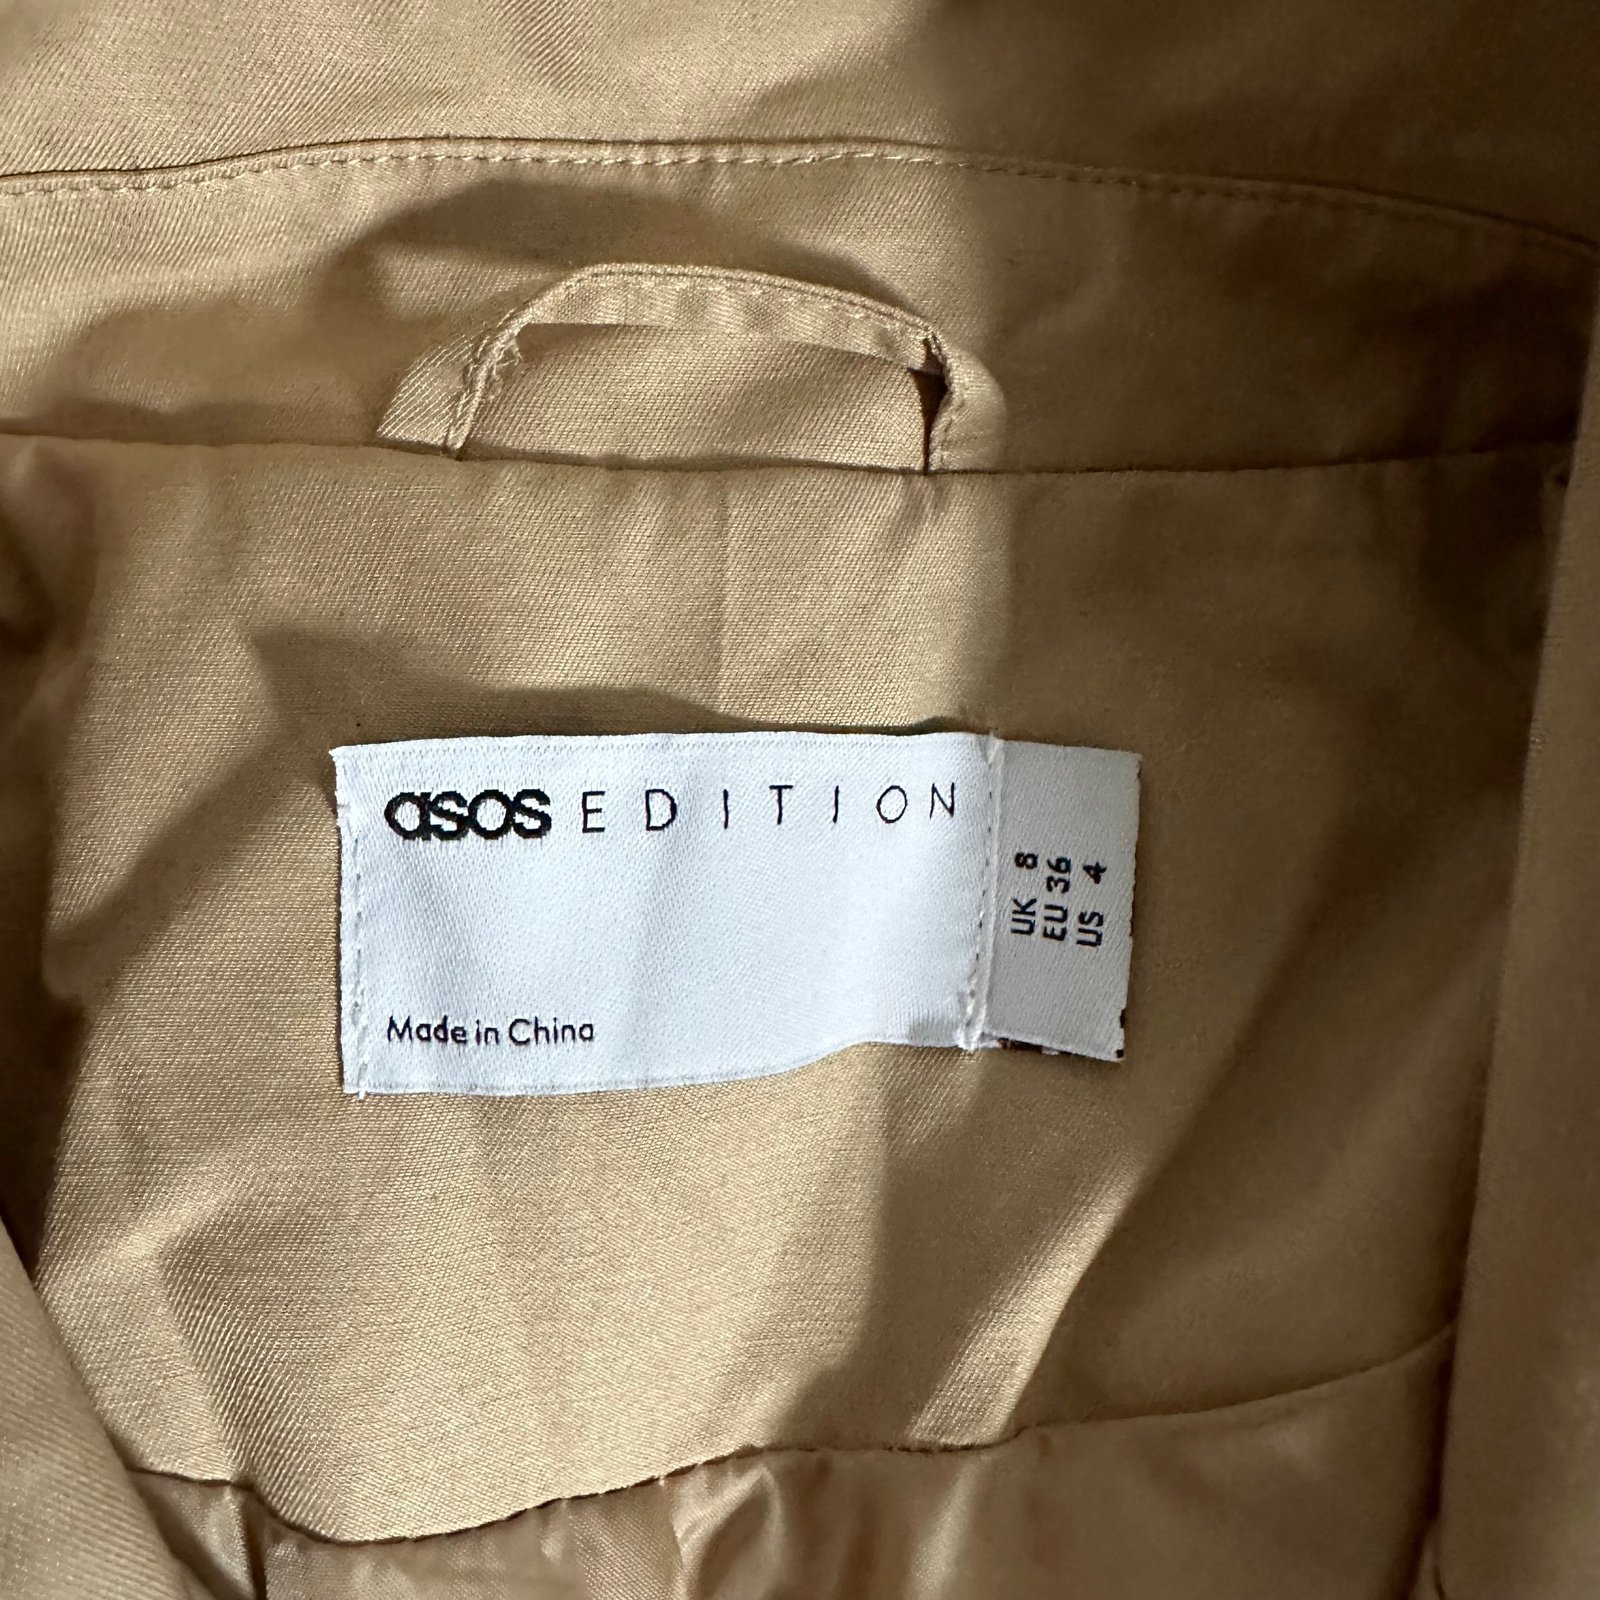 asos EDITION
Made in China
UK 8
EU 36
US 4